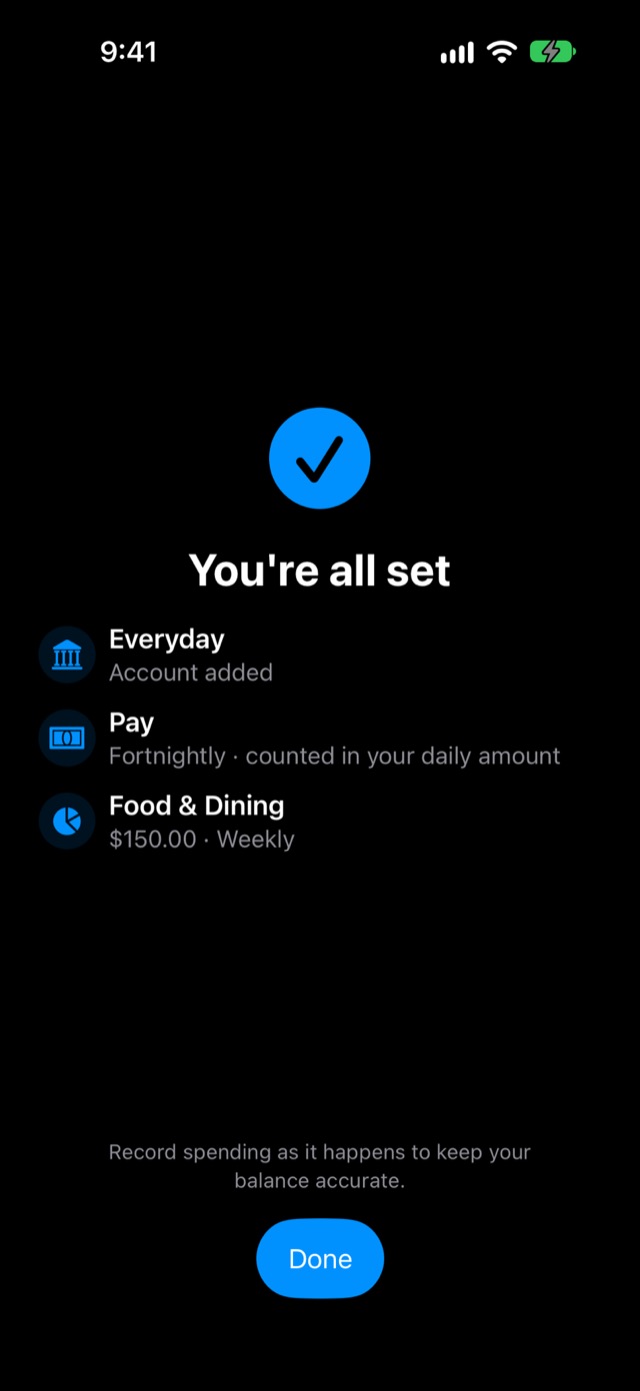 9:41
You're all set
Everyday
Account added
Pay
Fortnightly · counted in your daily amount
Food & Dining
$150.00 · Weekly
Record spending as it happens to keep your
balance accurate.
Done